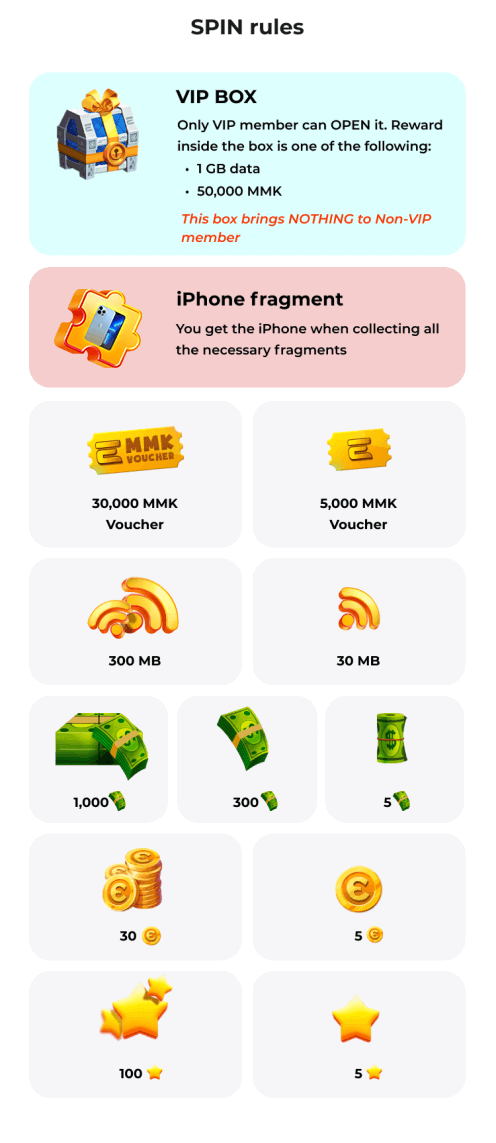 SPIN rules
VIP BOX
Only VIP member can OPEN it. Reward
inside the box is one of the following:
• 1 GB data
• 50,000 MMK
This box brings NOTHING to Non-VIP
member
iPhone fragment
You get the iPhone when collecting all
the necessary fragments
MMK
VOUCHER
30,000 MMK
Voucher
5,000 MMK
Voucher
300 MB
30 MB
1,000
300
5
30
5
100
5